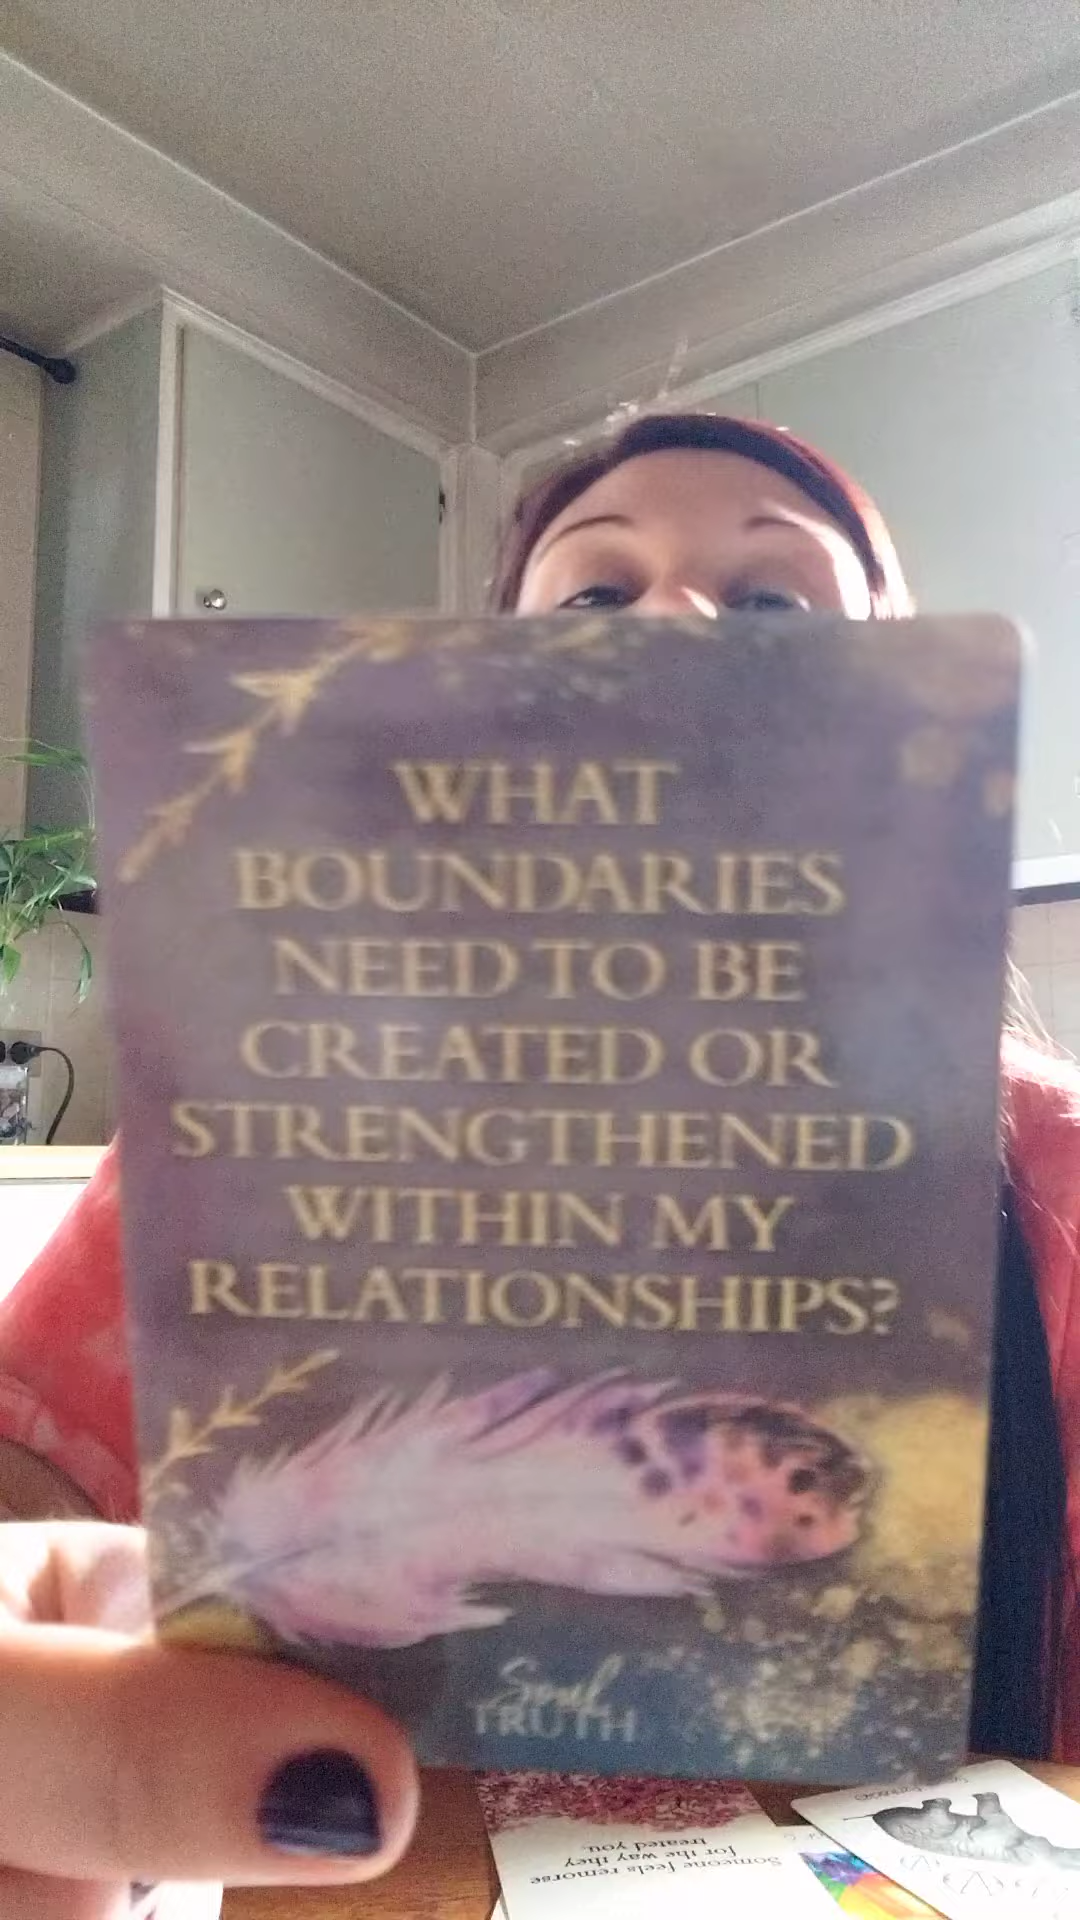 WHAT
BOUNDARIES
NEED TO BE
CREATED OR
STRENGTHENED
WITHIN MY
RELATIONSHIPS?
Soul
TRUTH
Someone feels remorse
for the way they
treated you.